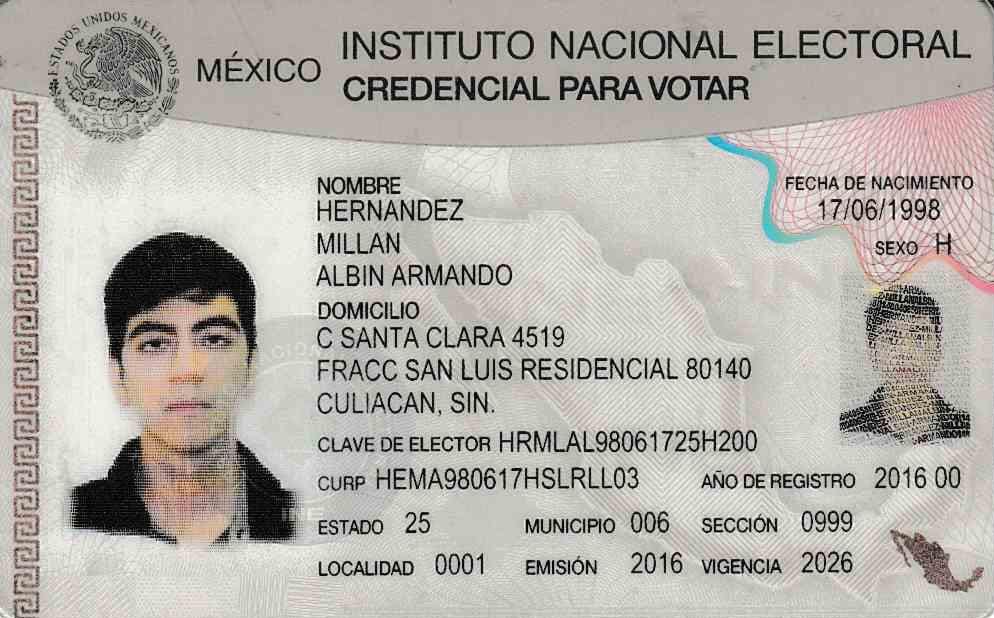 ESTADOS UNIDOS MEXICANOS
MÉXICO INSTITUTO NACIONAL ELECTORAL
CREDENCIAL PARA VOTAR
NOMBRE
HERNANDEZ
MILLAN
ALBIN ARMANDO
FECHA DE NACIMIENTO
17/06/1998
SEXO H
DOMICILIO
C SANTA CLARA 4519
FRACC SAN LUIS RESIDENCIAL 80140
CULIACAN, SIN.
CLAVE DE ELECTOR HRMLAL98061725H200
CURP HEMA980617HSLRLL03 AÑO DE REGISTRO 2016 00
ESTADO 25 MUNICIPIO 006 SECCIÓN 0999
LOCALIDAD 0001 EMISIÓN 2016 VIGENCIA 2026